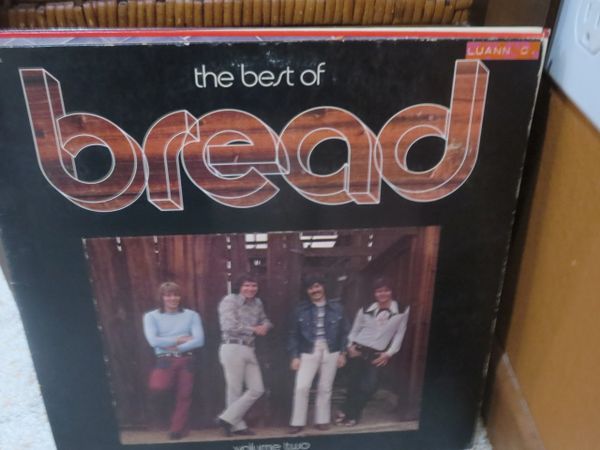 the best of
LUANN C.
bread
volume two